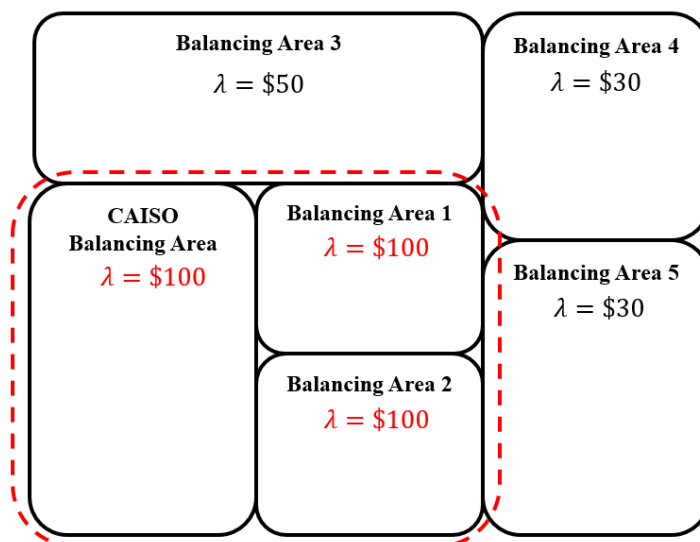 Balancing Area 3
λ = $50
Balancing Area 4
λ = $30
CAISO
Balancing Area
λ = $100
Balancing Area 1
λ = $100
Balancing Area 5
λ = $30
Balancing Area 2
λ = $100